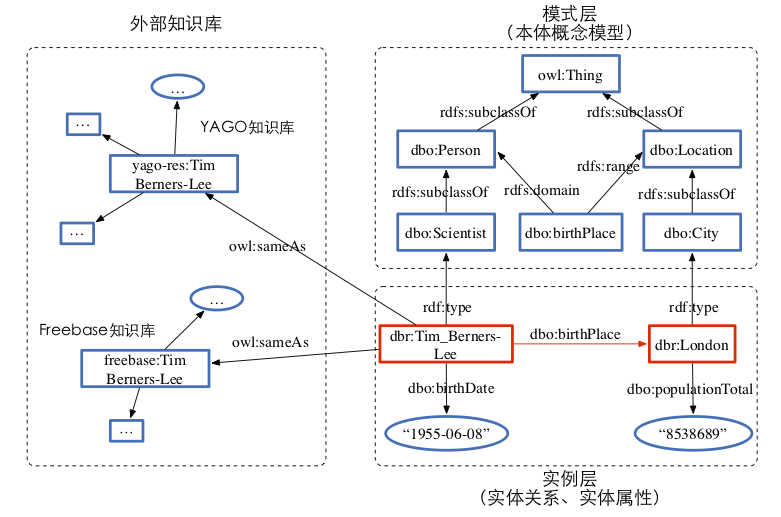 外部知识库
…
…
YAGO知识库
yago-res:Tim
Berners-Lee
…
owl:sameAs
…
Freebase知识库
owl:sameAs
freebase:Tim
Berners-Lee
…
模式层
（本体概念模型）
owl:Thing
rdfs:subclassOf
rdfs:subclassOf
dbo:Person
dbo:Location
rdfs:range
rdfs:subclassOf
rdfs:domain
rdfs:subclassOf
dbo:Scientist
dbo:birthPlace
dbo:City
rdf:type
rdf:type
dbr:Tim_Berners-
Lee
dbo:birthPlace
dbr:London
dbo:birthDate
dbo:populationTotal
“1955-06-08”
“8538689”
实例层
（实体关系、实体属性）